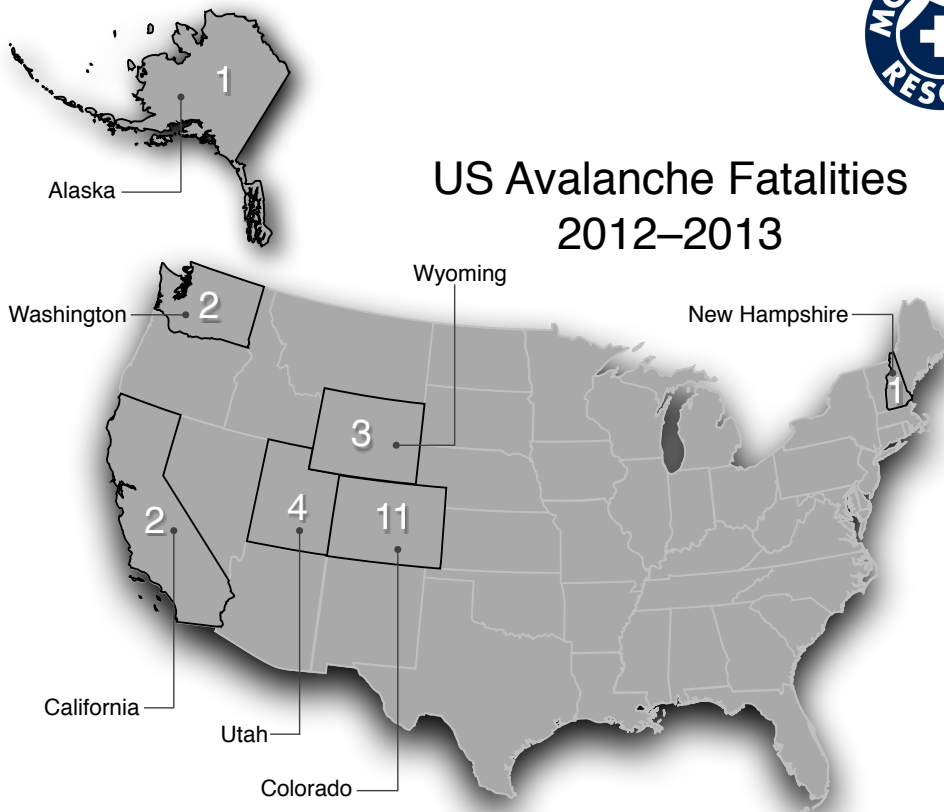 1
Alaska
US Avalanche Fatalities
2012–2013
Wyoming
Washington
2
New Hampshire
1
3
2
4
11
California
Utah
Colorado